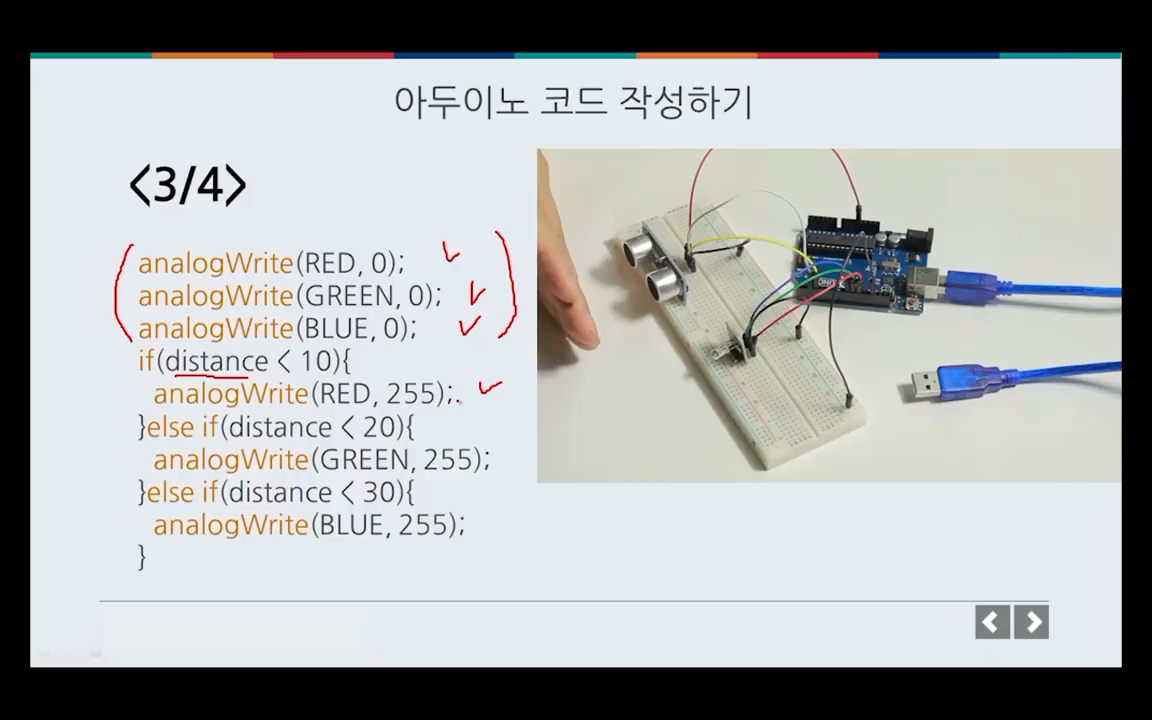 아두이노 코드 작성하기
<3/4>
analogWrite(RED, 0);
analogWrite(GREEN, 0);
analogWrite(BLUE, 0);
if(distance < 10){
analogWrite(RED, 255);
}else if(distance < 20){
analogWrite(GREEN, 255);
}else if(distance < 30){
analogWrite(BLUE, 255);
}